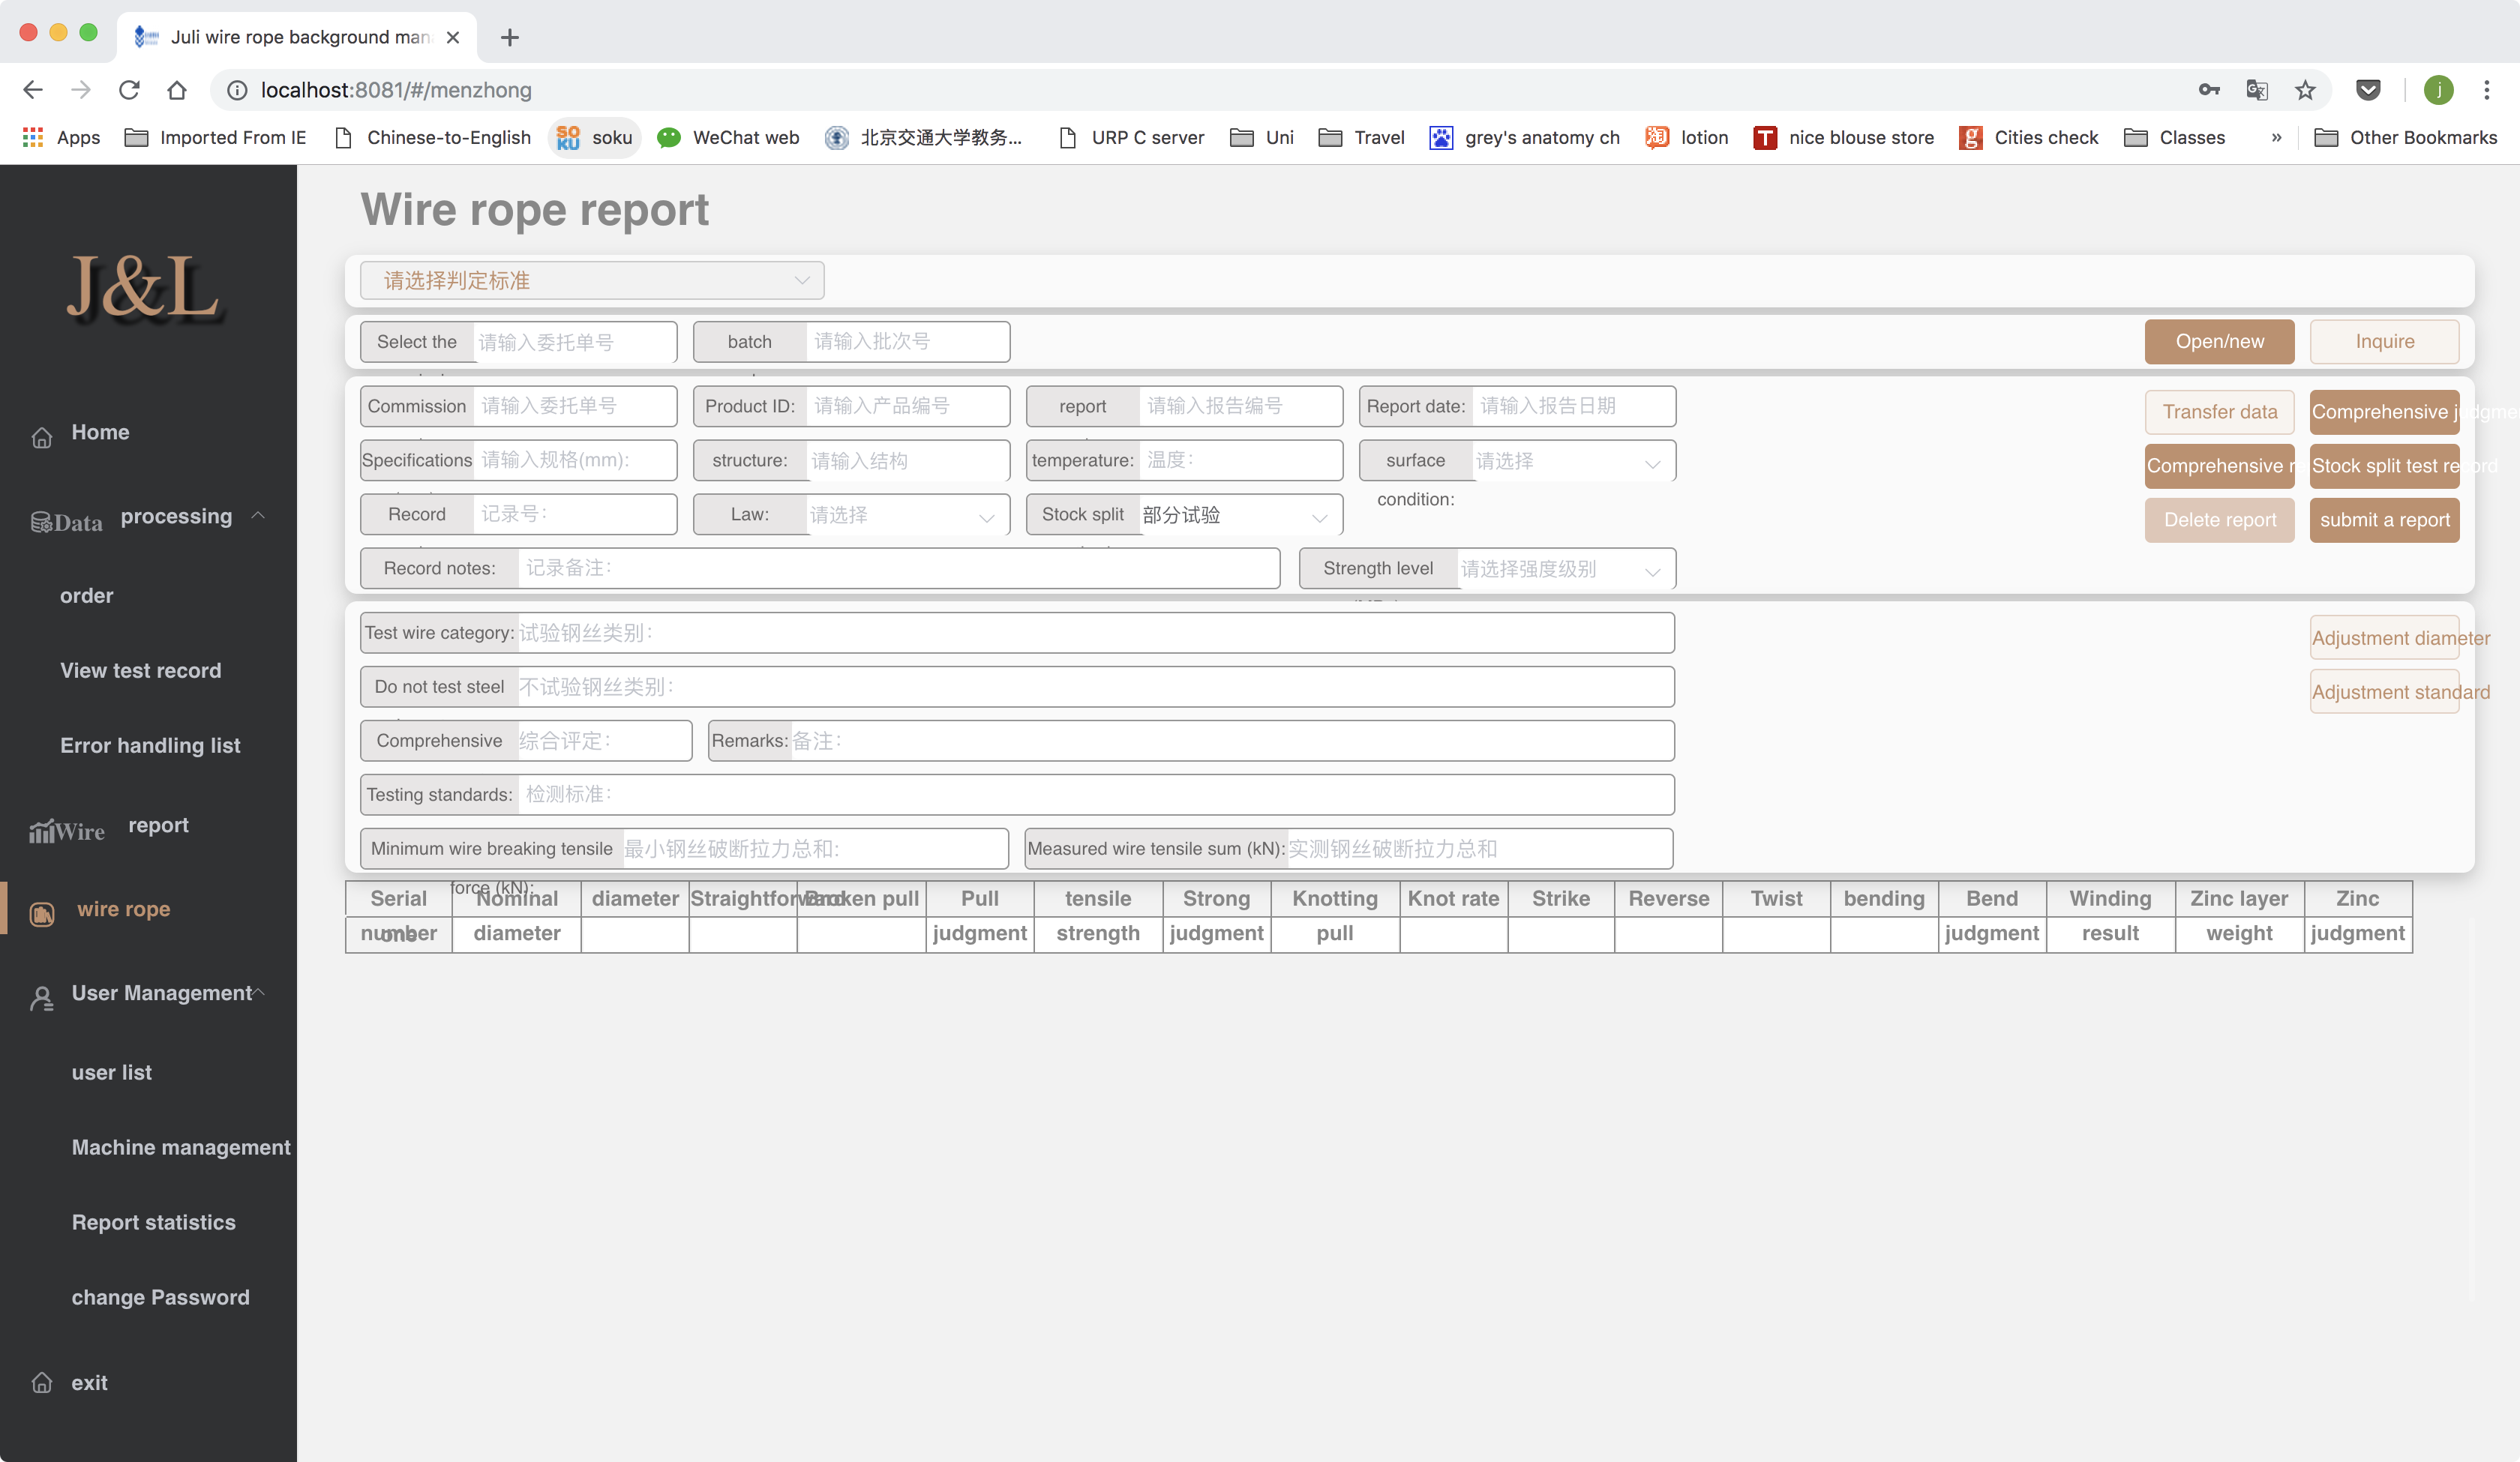 Juli wire rope background man
localhost:8081/#/menzhong
j
Apps
Imported From IE
Chinese-to-English
SOKU
soku
WeChat web
北京交通大学教务...
URP C server
Uni
Travel
grey's anatomy ch
lotion
nice blouse store
Cities check
Classes
»
Other Bookmarks
J&L
Home
Data processing
order
View test record
Error handling list
Wire report
wire rope
User Management
user list
Machine management
Report statistics
change Password
exit
Wire rope report
请选择判定标准
Select the 请输入委托单号
batch 请输入批次号
Open/new
Inquire
Commission 请输入委托单号
Product ID: 请输入产品编号
report 请输入报告编号
Report date: 请输入报告日期
Transfer data
Comprehensive judgme
Specifications 请输入规格(mm):
structure: 请输入结构
temperature: 温度:
surface condition: 请选择
Comprehensive r
Stock split test record
Record 记录号:
Law: 请选择
Stock split 部分试验
Delete report
submit a report
Record notes: 记录备注:
Strength level 请选择强度级别
Test wire category: 试验钢丝类别:
Adjustment diameter
Do not test steel 不试验钢丝类别:
Adjustment standard
Comprehensive 综合评定:
Remarks: 备注:
Testing standards: 检测标准:
Minimum wire breaking tensile force (kN): 最小钢丝破断拉力总和:
Measured wire tensile sum (kN): 实测钢丝破断拉力总和
Serial number
Nominal diameter
diameter
Straightforward
Broken pull
Pull judgment
tensile strength
Strong judgment
Knotting pull
Knot rate
Strike
Reverse
Twist
bending
Bend judgment
Winding result
Zinc layer weight
Zinc judgment
one